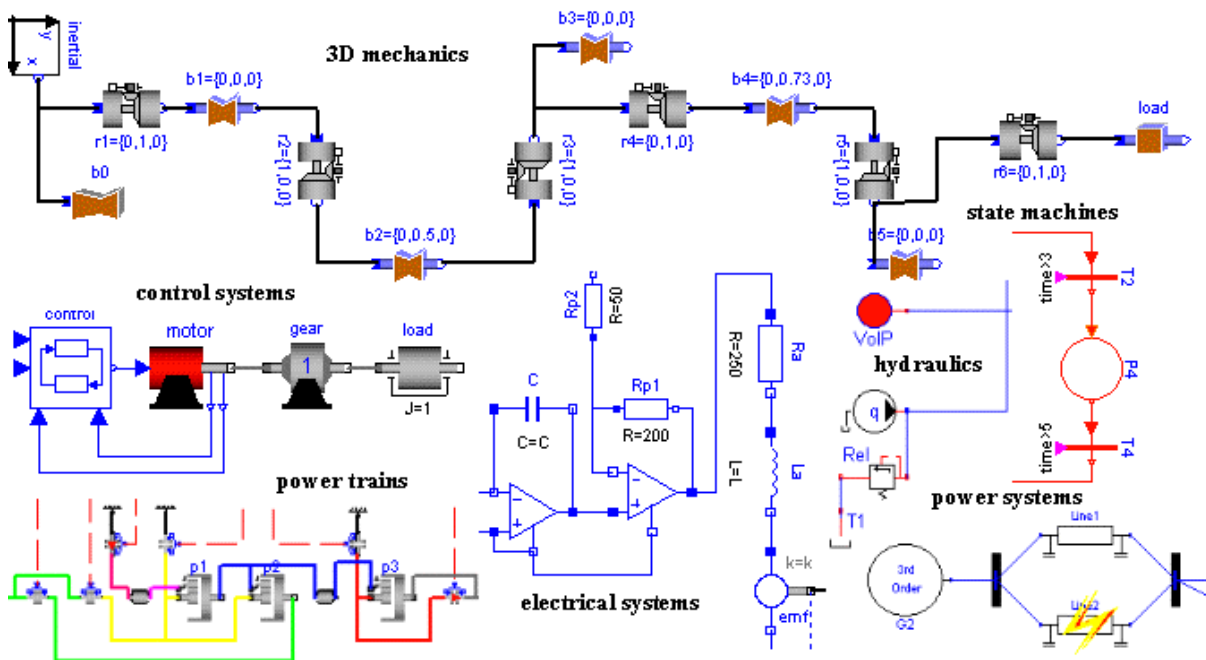 b3={0,0,0}
y
inertial
x
3D mechanics
b1={0,0,0}
b4={0,0.73,0}
load
r1={0,1,0}
r2={1,0,0}
r3={1,0,0}
r4={0,1,0}
r5={1,0,0}
r6={0,1,0}
b0
state machines
b2={0,0.5,0}
b5={0,0,0}
time>3
T2
control systems
Rp2
R=50
control
motor
gear
load
VolP
R=250
Ra
hydraulics
P4
1
C
Rp1
J=1
C=C
R=200
q
time>5
T4
Rel
−
+
−
+
L=L
La
power trains
T1
power systems
Line1
p1
p2
p3
k=k
3rd
Order
electrical systems
emf
G2
Line2